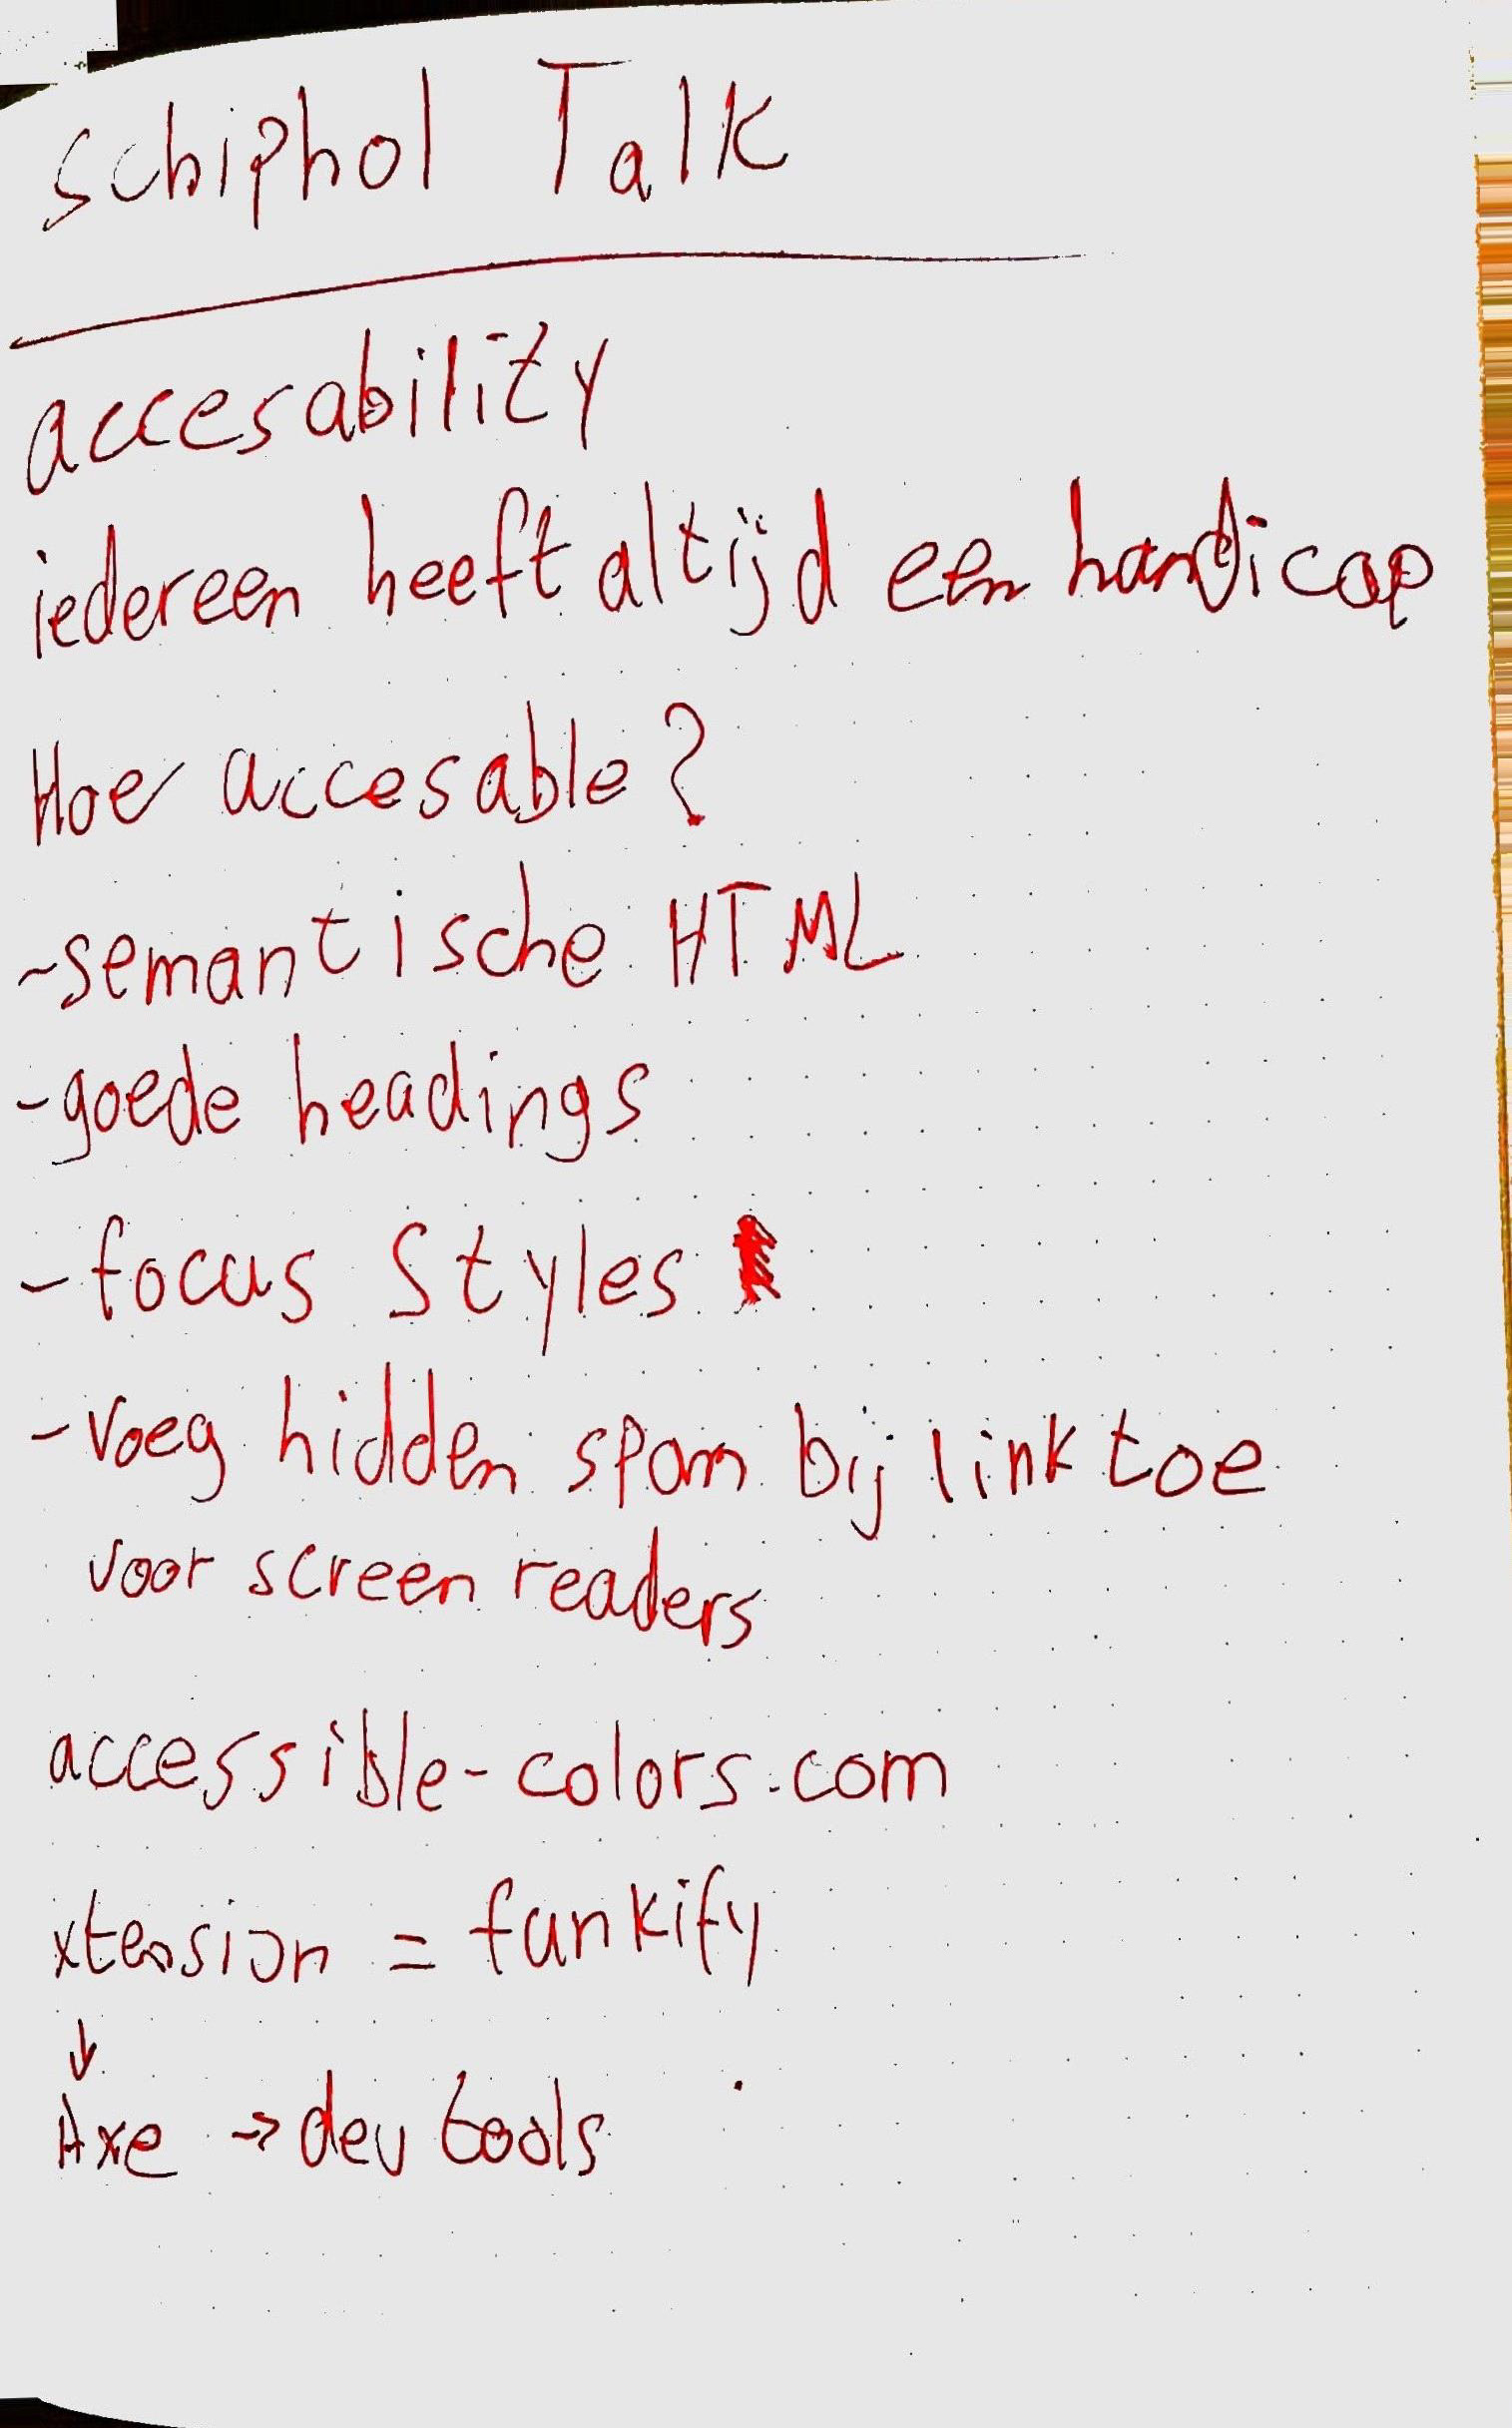 Schiphol Talk
accesability
iedereen heeft altijd een handicap
Hoe accesable?
-semantische HTML
-goede headings
-focus Styles
-voeg hidden span bij link toe
voor screen readers
accessible-colors.com
xtension = funkify
↓
Axe → dev tools